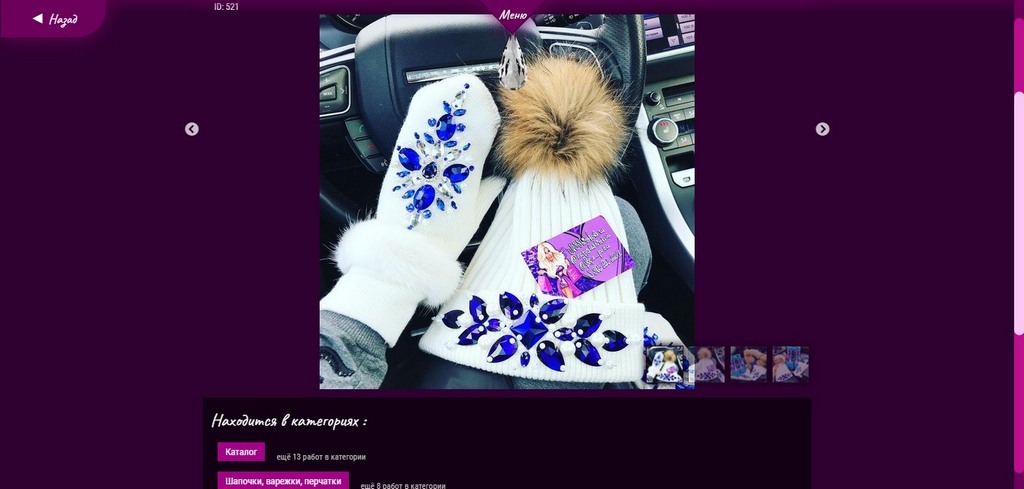 ID: 521
Назад
Меню
Находится в категориях :
Каталог
ещё 13 работ в категории
Шапочки, варежки, перчатки
ещё 8 работ в категории